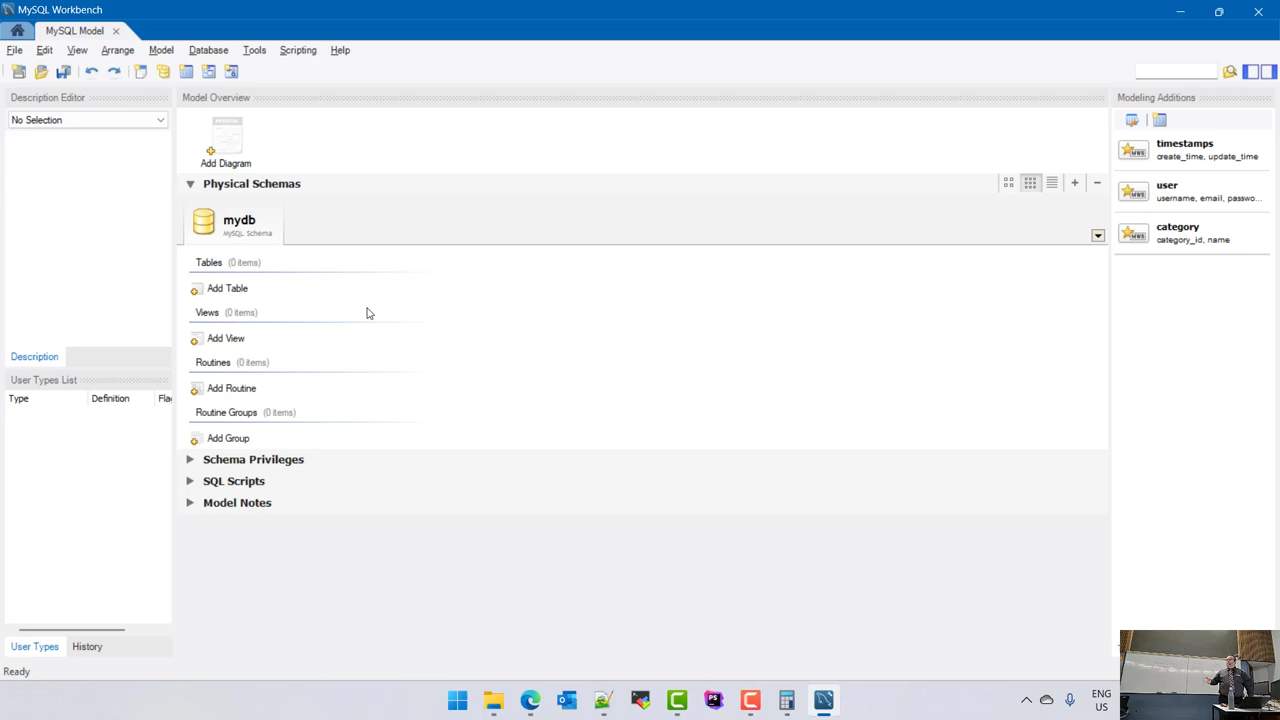 MySQL Workbench
MySQL Model
File Edit View Arrange Model Database Tools Scripting Help
Description Editor
No Selection
Description
User Types List
Type Definition Fla
User Types History
Ready
Model Overview
Add Diagram
Physical Schemas
mydb
MySQL Schema
Tables (0 items)
Add Table
Views (0 items)
Add View
Routines (0 items)
Add Routine
Routine Groups (0 items)
Add Group
Schema Privileges
SQL Scripts
Model Notes
Modeling Additions
timestamps
create_time, update_time
user
username, email, passwo...
category
category_id, name
PS
ENG
US